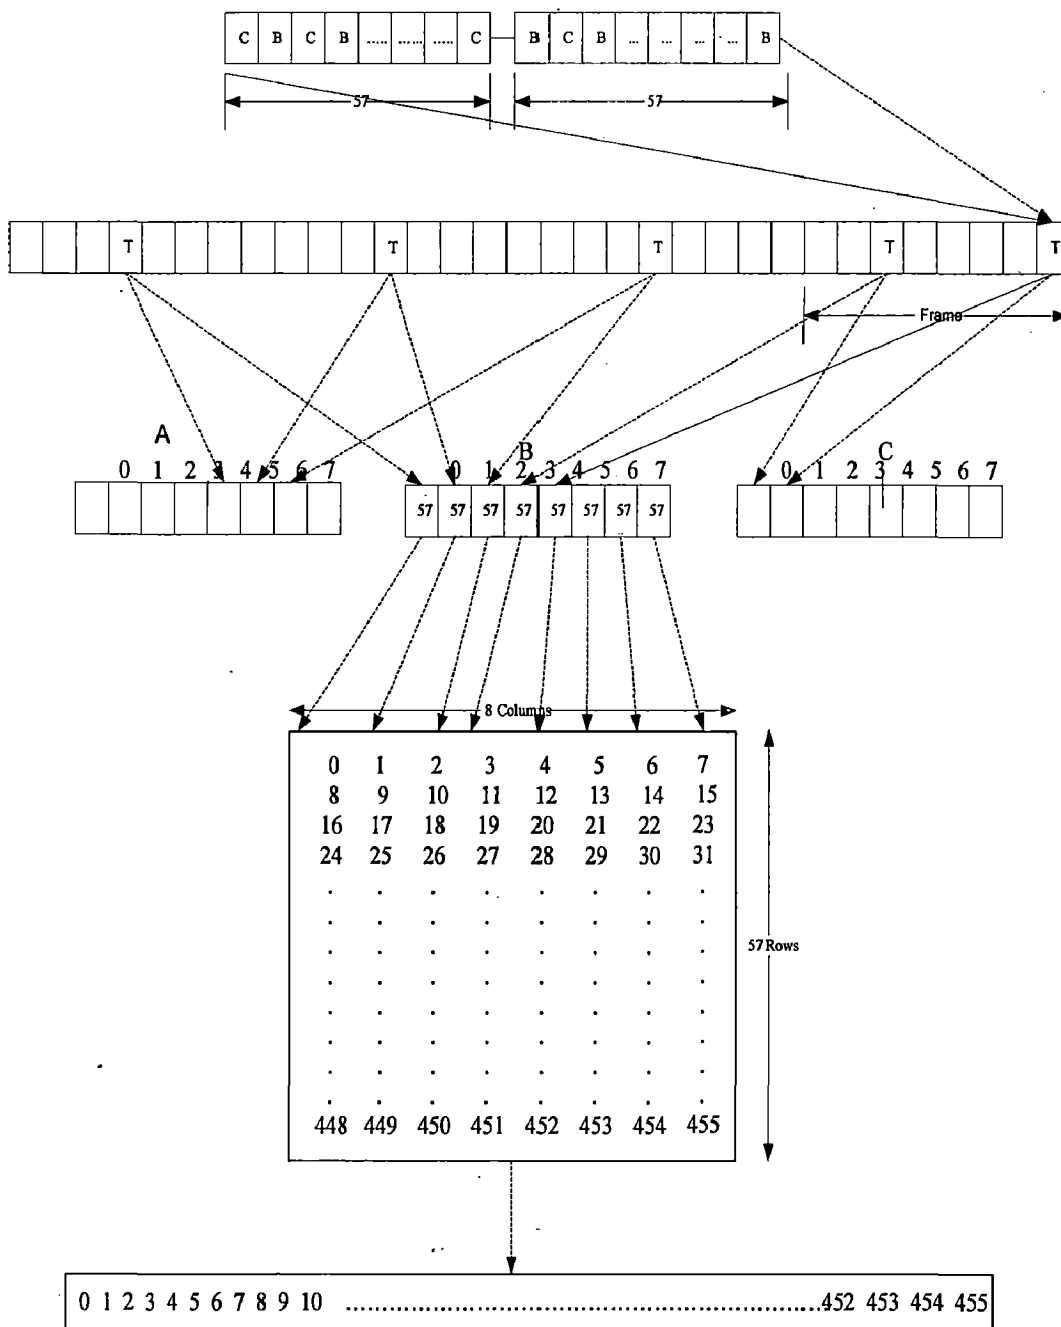 C B C B ..... ...... ..... C B C B ... ... ... ... B
57 57
T T T T T
Frame
A B C
0 1 2 3 4 5 6 7 0 1 2 3 4 5 6 7 0 1 2 3 4 5 6 7
57 57 57 57 57 57 57 57
8 Columns
0 1 2 3 4 5 6 7
8 9 10 11 12 13 14 15
16 17 18 19 20 21 22 23
24 25 26 27 28 29 30 31
. . . . . . . .
. . . . . . . .
. . . . . . . .
57 Rows
. . . . . . . .
. . . . . . . .
. . . . . . . .
. . . . . . . .
. . . . . . . .
448 449 450 451 452 453 454 455
0 1 2 3 4 5 6 7 8 9 10 ........................................................................452 453 454 455